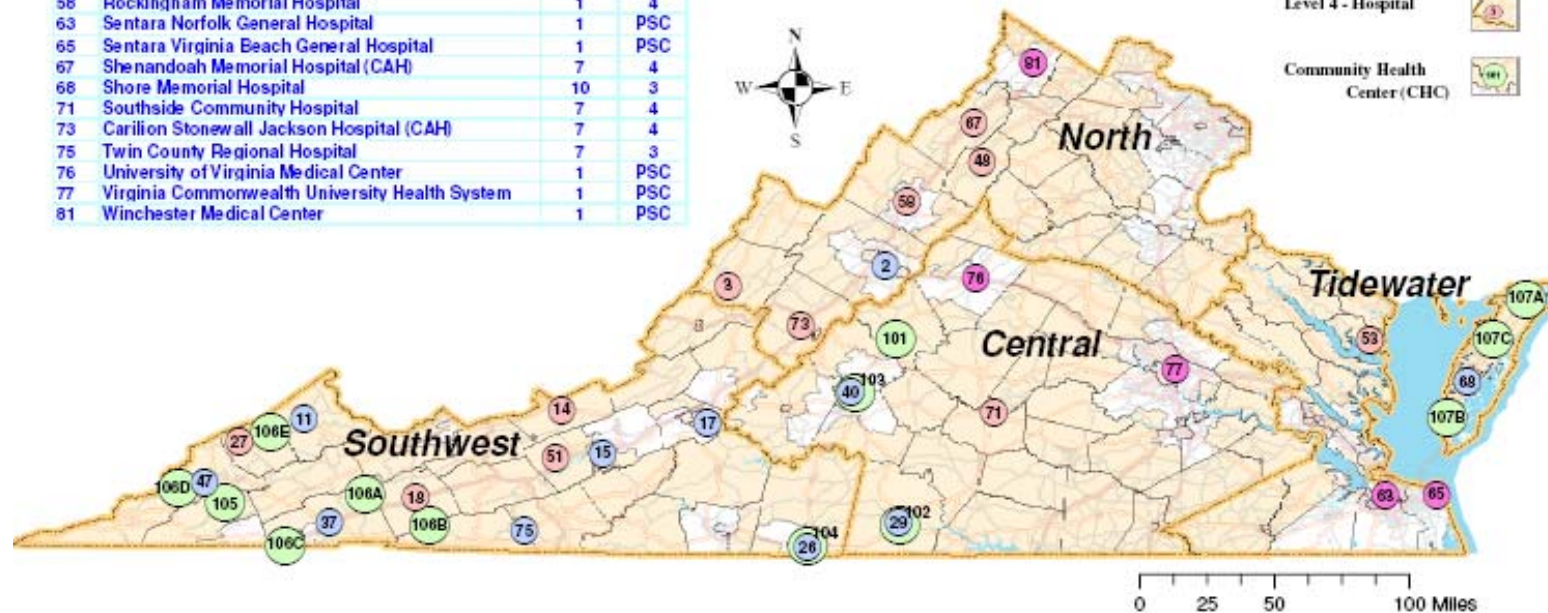 58 Rockingham Memorial Hospital 1 4
63 Sentara Norfolk General Hospital 1 PSC
65 Sentara Virginia Beach General Hospital 1 PSC
67 Shenandoah Memorial Hospital (CAH) 7 4
68 Shore Memorial Hospital 10 3
71 Southside Community Hospital 7 4
73 Carilion Stonewall Jackson Hospital (CAH) 7 4
75 Twin County Regional Hospital 7 3
76 University of Virginia Medical Center 1 PSC
77 Virginia Commonwealth University Health System 1 PSC
81 Winchester Medical Center 1 PSC
Level 4 - Hospital
Community Health
Center (CHC)
101
N
W E
S
81
67
North
48
58
2
3
76
Tidewater
107A
73
101
Central
53
107C
77
103
40
68
14
71
107B
11
17
106E
27
Southwest
51
15
47
106D
106A
18
63
65
105
37
106B
75
102
29
104
106C
26
0 25 50 100 Miles